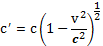 c' = c (1 − v²/c²)^(1/2)